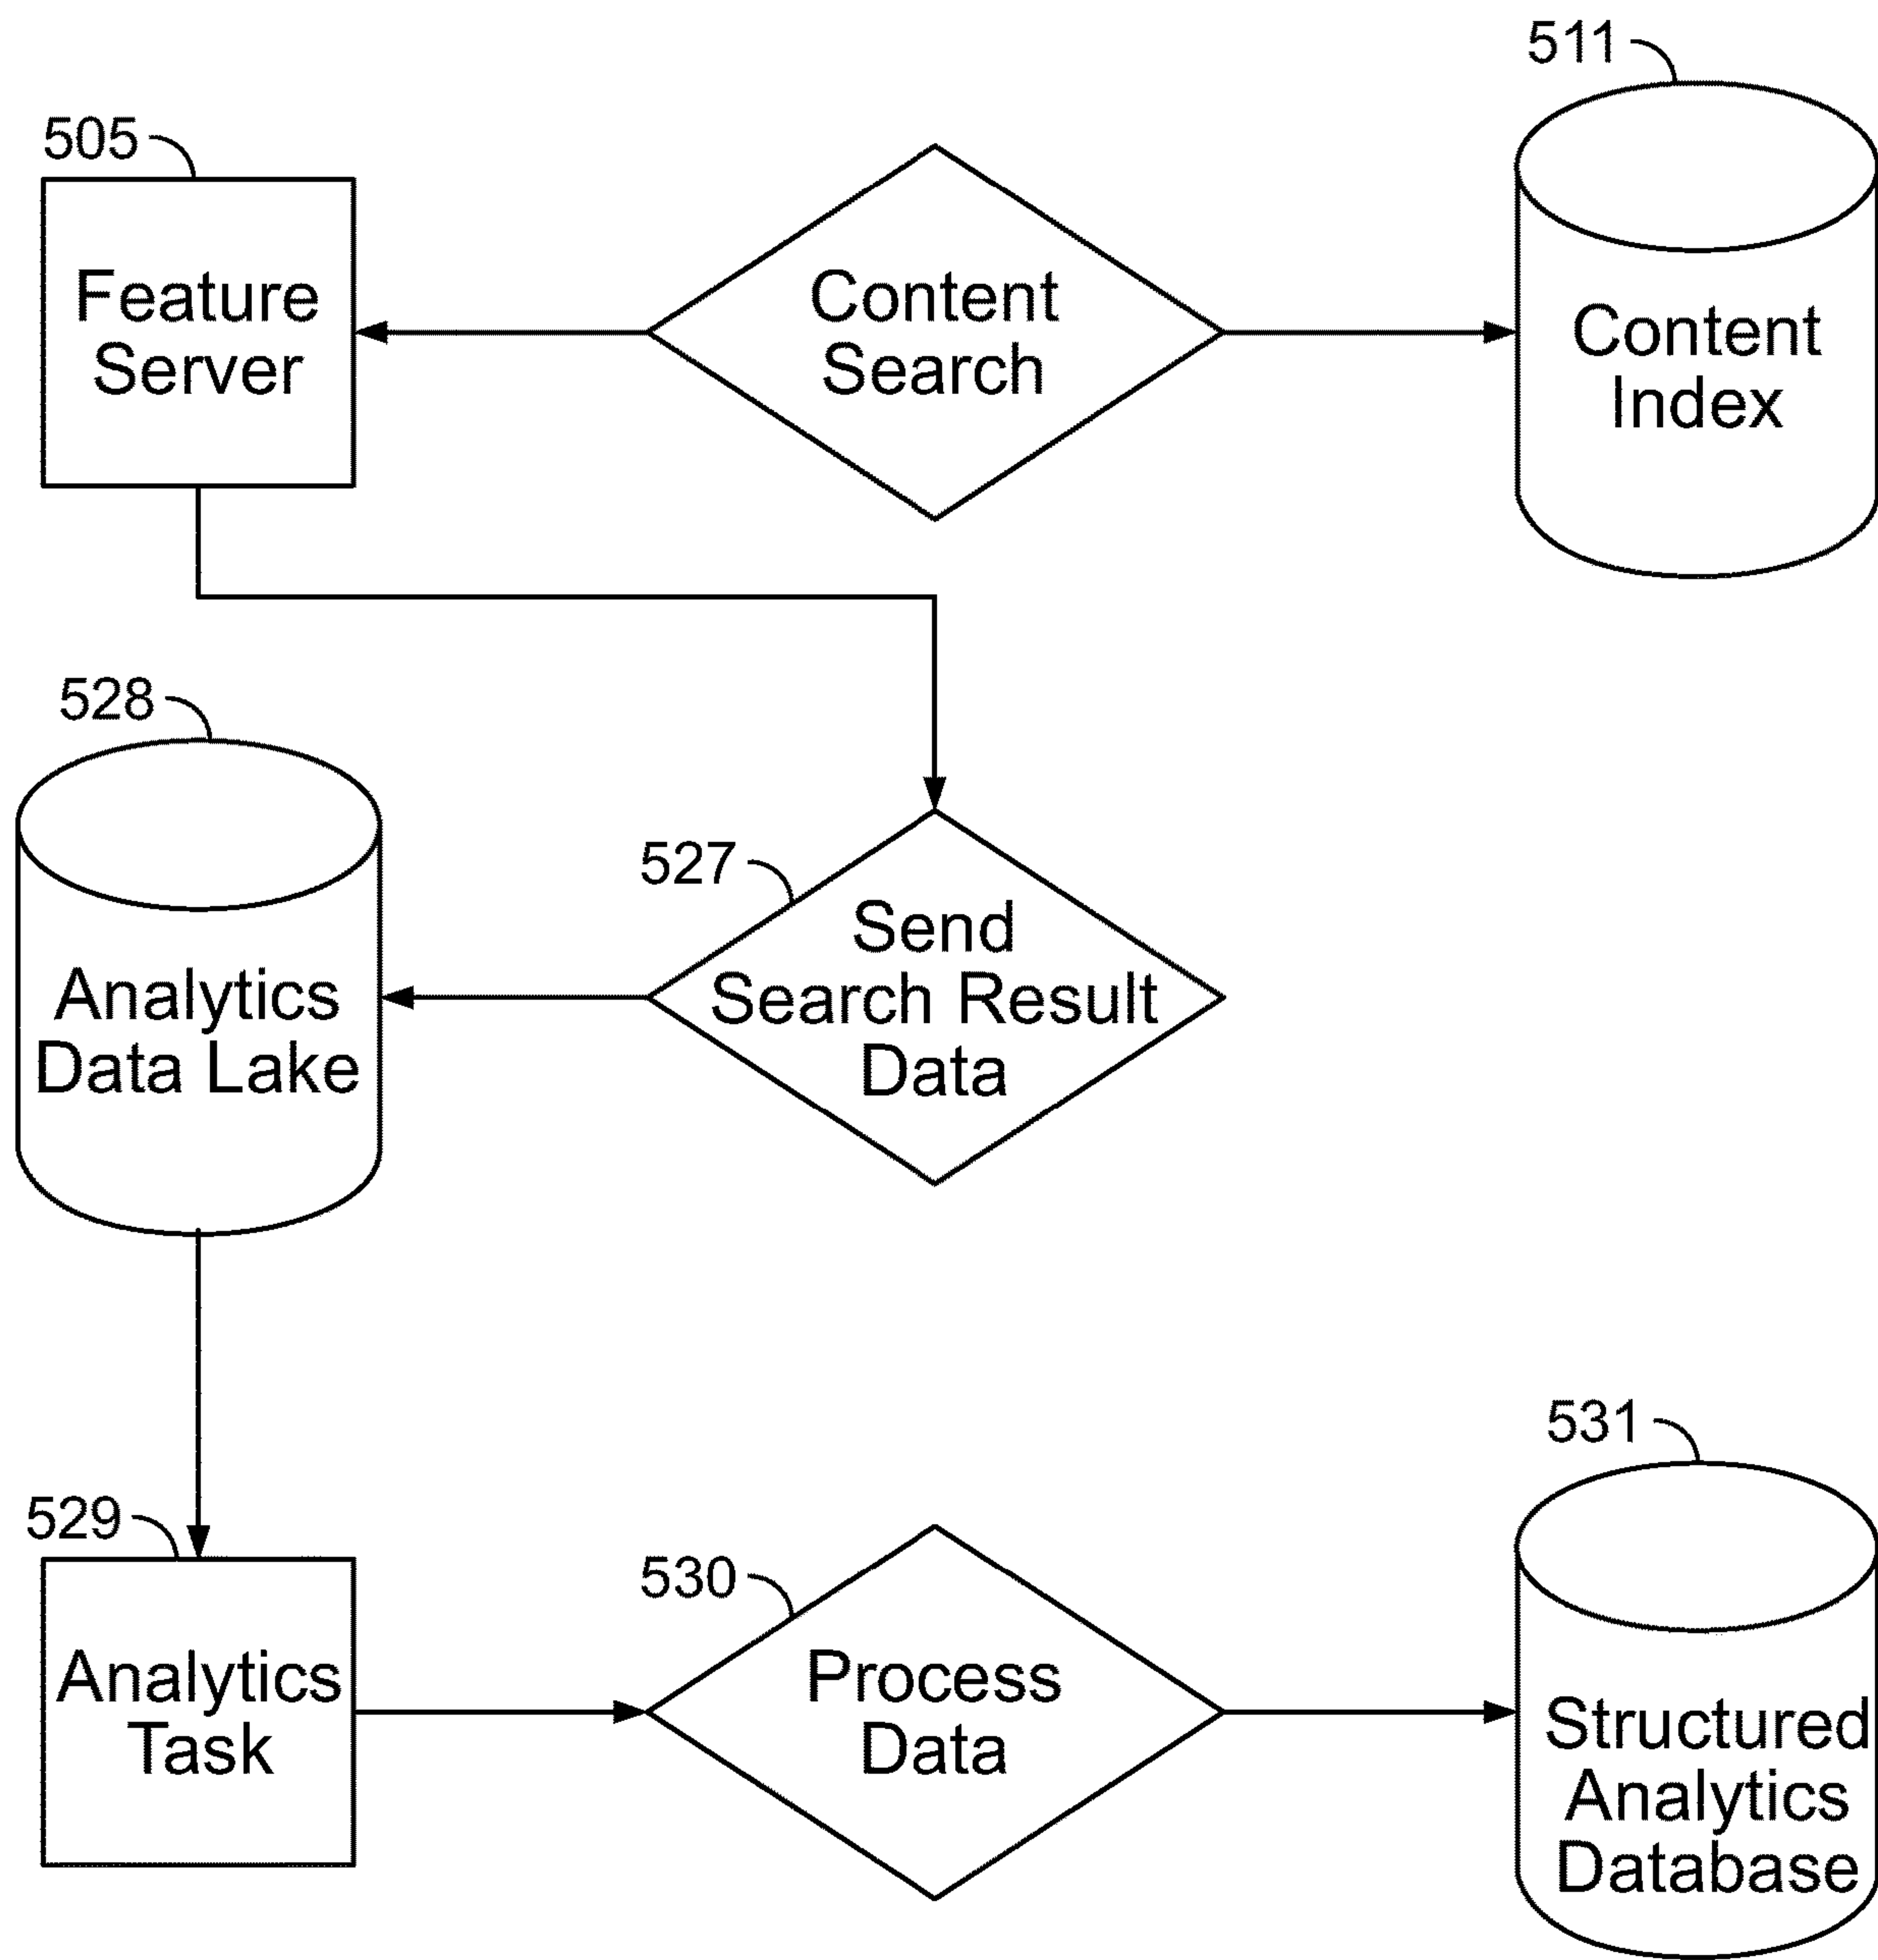 511
505
Feature
Server
Content
Search
Content
Index
528
527
Analytics
Data Lake
Send
Search Result
Data
531
529
530
Analytics
Task
Process
Data
Structured
Analytics
Database